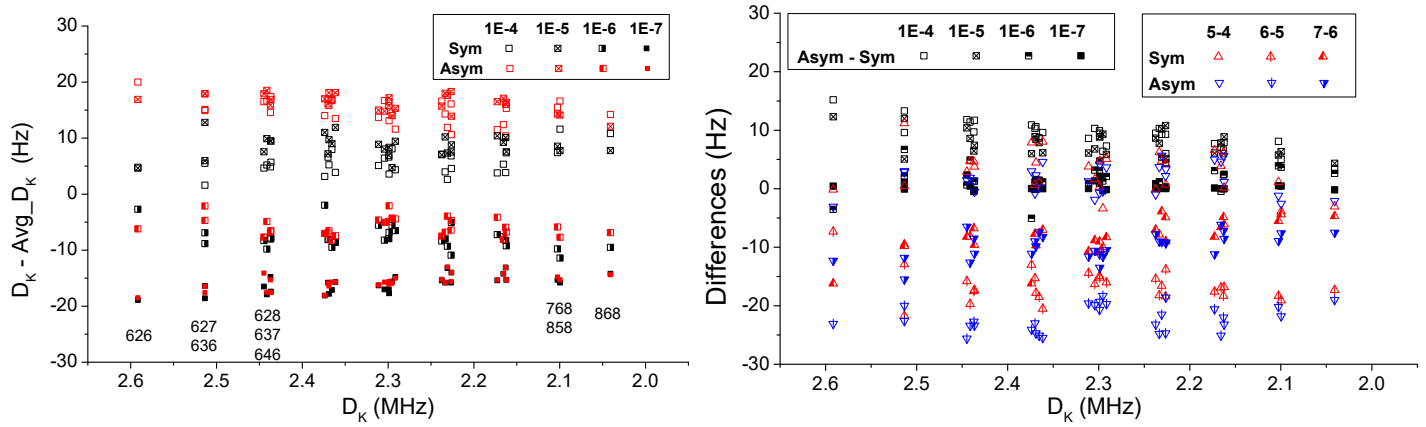 1E-4 1E-5 1E-6 1E-7
Sym
Asym
30
20
10
0
-10
-20
-30
D_K - Avg_D_K (Hz)
626
627
636
628
637
646
768
858
868
2.6 2.5 2.4 2.3 2.2 2.1 2.0
D_K (MHz)
1E-4 1E-5 1E-6 1E-7
Asym - Sym
5-4 6-5 7-6
Sym
Asym
30
20
10
0
-10
-20
-30
Differences (Hz)
2.6 2.5 2.4 2.3 2.2 2.1 2.0
D_K (MHz)